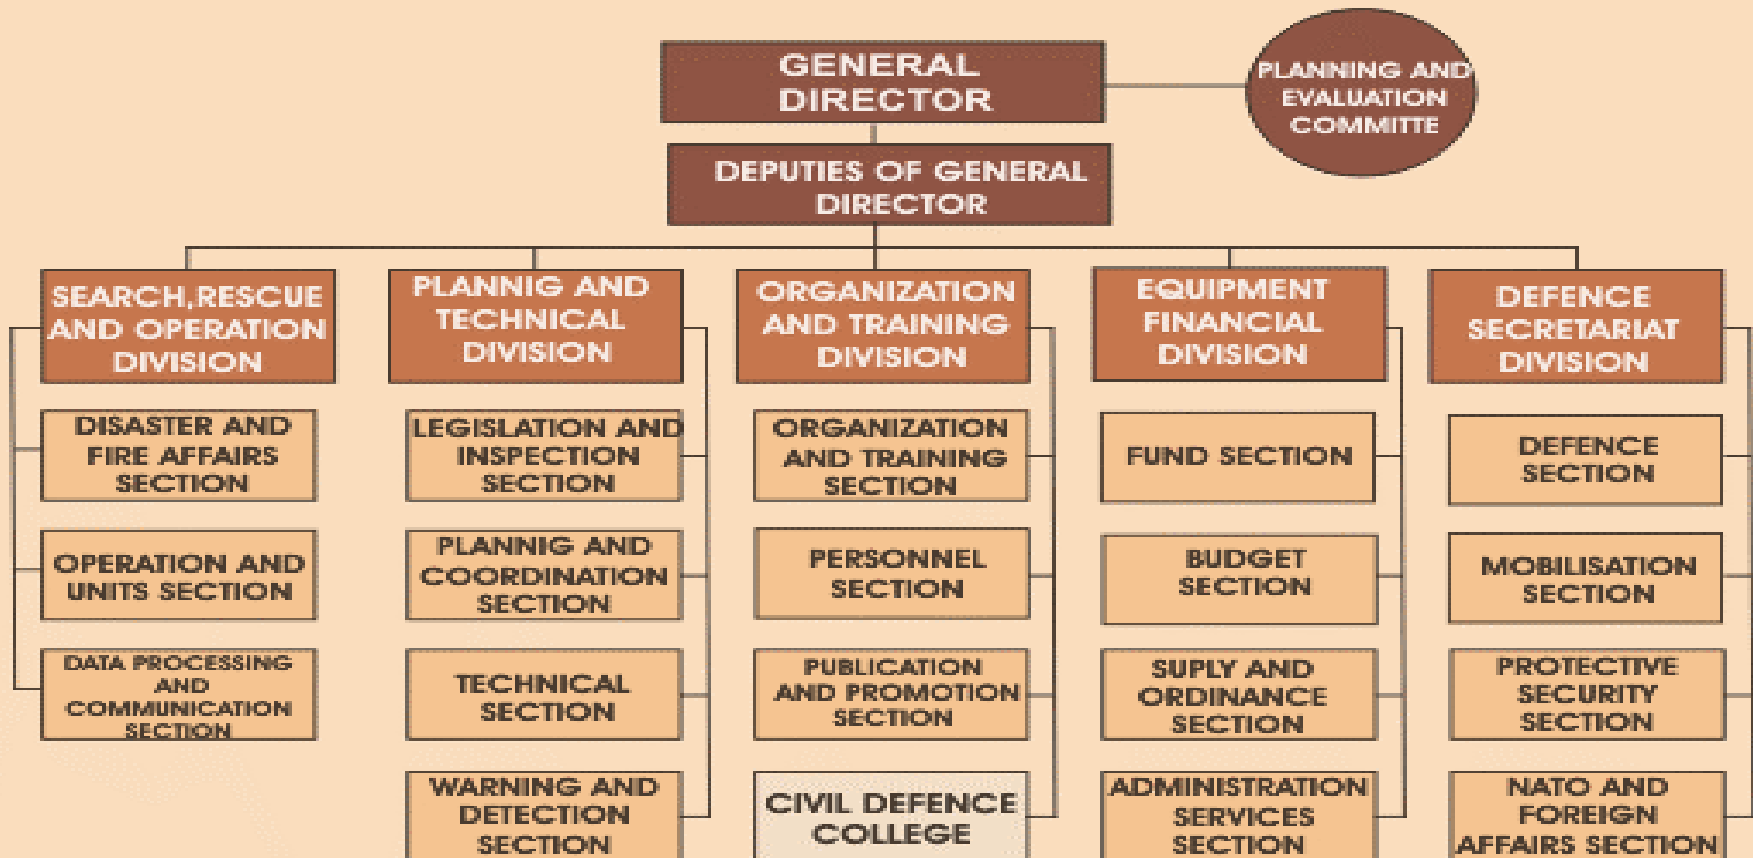 GENERAL
DIRECTOR
PLANNING AND
EVALUATION
COMMITTE
DEPUTIES OF GENERAL
DIRECTOR
SEARCH,RESCUE
AND OPERATION
DIVISION
DISASTER AND
FIRE AFFAIRS
SECTION
OPERATION AND
UNITS SECTION
DATA PROCESSING
AND
COMMUNICATION
SECTION
PLANNIG AND
TECHNICAL
DIVISION
LEGISLATION AND
INSPECTION
SECTION
PLANNIG AND
COORDINATION
SECTION
TECHNICAL
SECTION
WARNING AND
DETECTION
SECTION
ORGANIZATION
AND TRAINING
DIVISION
ORGANIZATION
AND TRAINING
SECTION
PERSONNEL
SECTION
PUBLICATION
AND PROMOTION
SECTION
CIVIL DEFENCE
COLLEGE
EQUIPMENT
FINANCIAL
DIVISION
FUND SECTION
BUDGET
SECTION
SUPLY AND
ORDINANCE
SECTION
ADMINISTRATION
SERVICES
SECTION
DEFENCE
SECRETARIAT
DIVISION
DEFENCE
SECTION
MOBILISATION
SECTION
PROTECTIVE
SECURITY
SECTION
NATO AND
FOREIGN
AFFAIRS SECTION